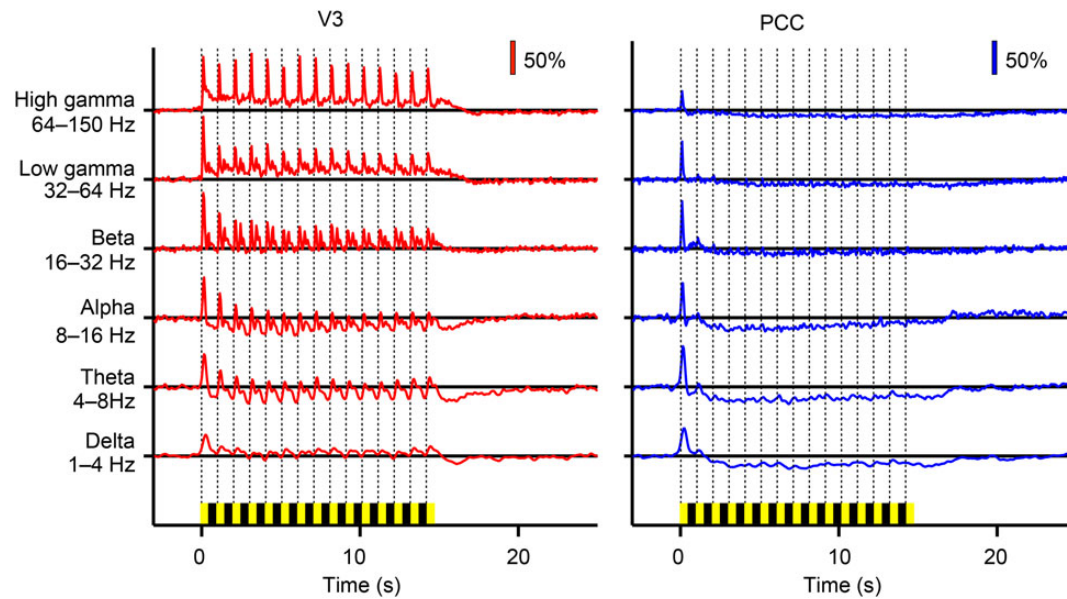 V3
PCC
50%
50%
High gamma
64–150 Hz
Low gamma
32–64 Hz
Beta
16–32 Hz
Alpha
8–16 Hz
Theta
4–8Hz
Delta
1–4 Hz
0
10
20
0
10
20
Time (s)
Time (s)